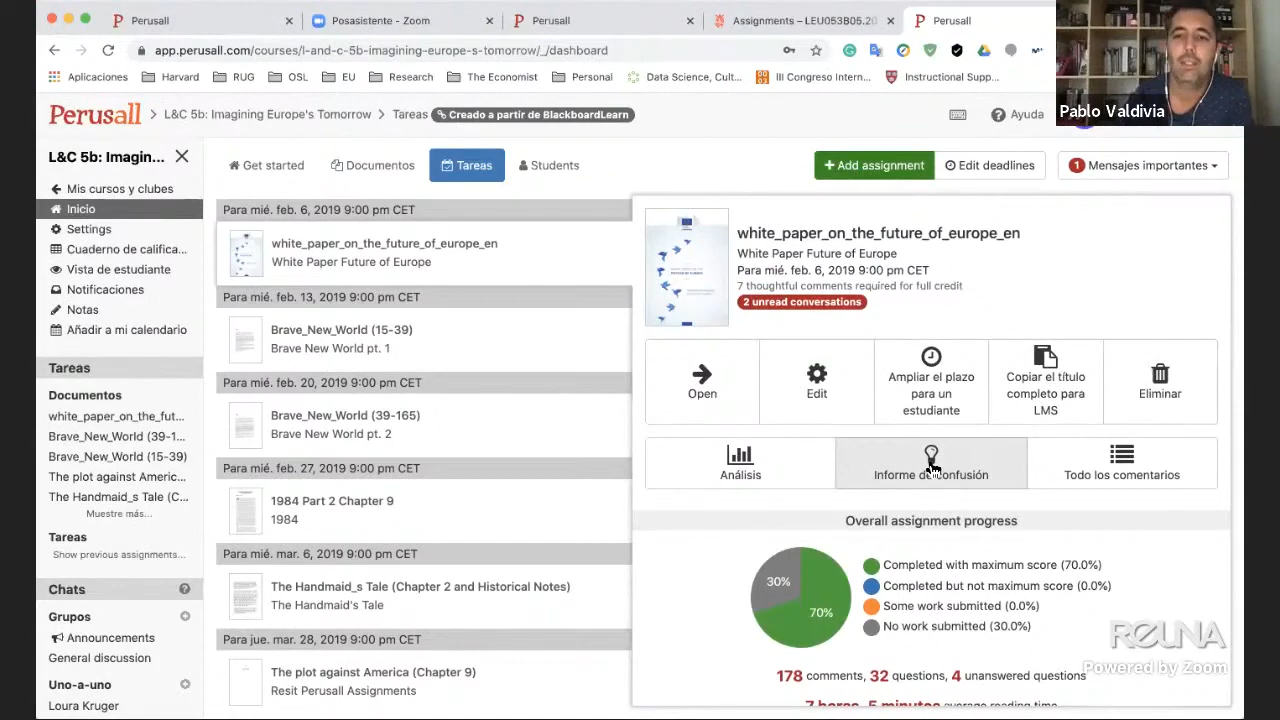 Perusall
Posasistente - Zoom
Perusall
Assignments – LEU053B05.20
Perusall
app.perusall.com/courses/l-and-c-5b-imagining-europe-s-tomorrow/_/dashboard
Aplicaciones
Harvard
RUG
OSL
EU
Research
The Economist
Personal
Data Science, Cult...
III Congreso Intern...
Instructional Supp...
Pablo Valdivia
Perusall
L&C 5b: Imagining Europe's Tomorrow
Tareas
Creado a partir de BlackboardLearn
Ayuda
L&C 5b: Imagin...
Get started
Documentos
Tareas
Students
+ Add assignment
Edit deadlines
1 Mensajes importantes
Mis cursos y clubes
Inicio
Settings
Cuaderno de califica...
Vista de estudiante
Notificaciones
Notas
Añadir a mi calendario
Tareas
Documentos
white_paper_on_the_fut...
Brave_New_World (39-1...
Brave_New_World (15-39)
The plot against Americ...
The Handmaid_s Tale (C...
Muestre más...
Tareas
Show previous assignments...
Chats
Grupos
Announcements
General discussion
Uno-a-uno
Loura Kruger
Para mié. feb. 6, 2019 9:00 pm CET
white_paper_on_the_future_of_europe_en
White Paper Future of Europe
Para mié. feb. 13, 2019 9:00 pm CET
Brave_New_World (15-39)
Brave New World pt. 1
Para mié. feb. 20, 2019 9:00 pm CET
Brave_New_World (39-165)
Brave New World pt. 2
Para mié. feb. 27, 2019 9:00 pm CET
1984 Part 2 Chapter 9
1984
Para mié. mar. 6, 2019 9:00 pm CET
The Handmaid_s Tale (Chapter 2 and Historical Notes)
The Handmaid's Tale
Para jue. mar. 28, 2019 9:00 pm CET
The plot against America (Chapter 9)
Resit Perusall Assignments
white_paper_on_the_future_of_europe_en
White Paper Future of Europe
Para mié. feb. 6, 2019 9:00 pm CET
7 thoughtful comments required for full credit
2 unread conversations
Open
Edit
Ampliar el plazo
para un
estudiante
Copiar el título
completo para
LMS
Eliminar
Análisis
Informe de confusión
Todo los comentarios
Overall assignment progress
30%
70%
Completed with maximum score (70.0%)
Completed but not maximum score (0.0%)
Some work submitted (0.0%)
No work submitted (30.0%)
178 comments, 32 questions, 4 unanswered questions
7 horas, 5 minutos average reading time
REUNA
Powered by Zoom